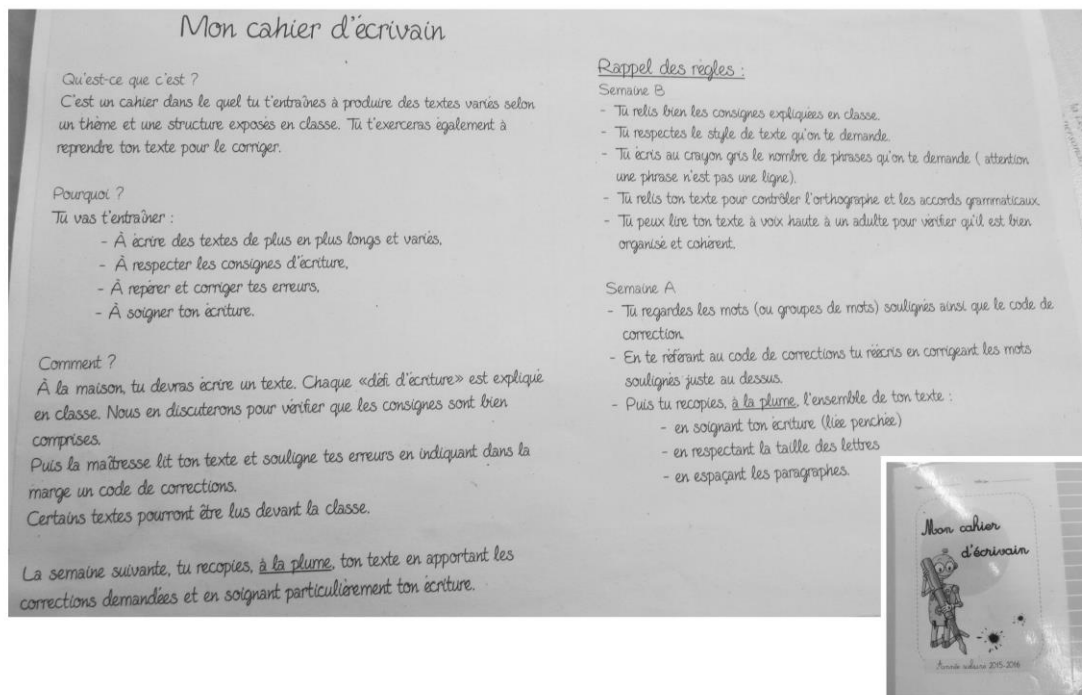 Mon cahier d'écrivain
Qu'est-ce que c'est ?
C'est un cahier dans le quel tu t'entraînes à produire des textes variés selon
un thème et une structure exposés en classe. Tu t'exerceras également à
reprendre ton texte pour le corriger.
Pourquoi ?
Tu vas t'entraîner :
- À écrire des textes de plus en plus longs et variés,
- À respecter les consignes d'écriture,
- À repérer et corriger tes erreurs,
- À soigner ton écriture.
Comment ?
À la maison, tu devras écrire un texte. Chaque «défi d'écriture» est expliqué
en classe. Nous en discuterons pour vérifier que les consignes sont bien
comprises.
Puis la maîtresse lit ton texte et souligne tes erreurs en indiquant dans la
marge un code de corrections.
Certains textes pourront être lus devant la classe.
La semaine suivante, tu recopies, à la plume, ton texte en apportant les
corrections demandées et en soignant particulièrement ton écriture.
Rappel des règles :
Semaine B
- Tu relis bien les consignes expliquées en classe.
- Tu respectes le style de texte qu'on te demande.
- Tu écris au crayon gris le nombre de phrases qu'on te demande ( attention
une phrase n'est pas une ligne).
- Tu relis ton texte pour contrôler l'orthographe et les accords grammaticaux.
- Tu peux lire ton texte à voix haute à un adulte pour vérifier qu'il est bien
organisé et cohérent.
Semaine A
- Tu regardes les mots (ou groupes de mots) soulignés ainsi que le code de
correction.
- En te référant au code de corrections tu réécris en corrigeant les mots
soulignés juste au dessus.
- Puis tu recopies, à la plume, l'ensemble de ton texte :
- en soignant ton écriture (liée penchée)
- en respectant la taille des lettres
- en espaçant les paragraphes.
Mon cahier
d'écrivain
Année scolaire 2015-2016